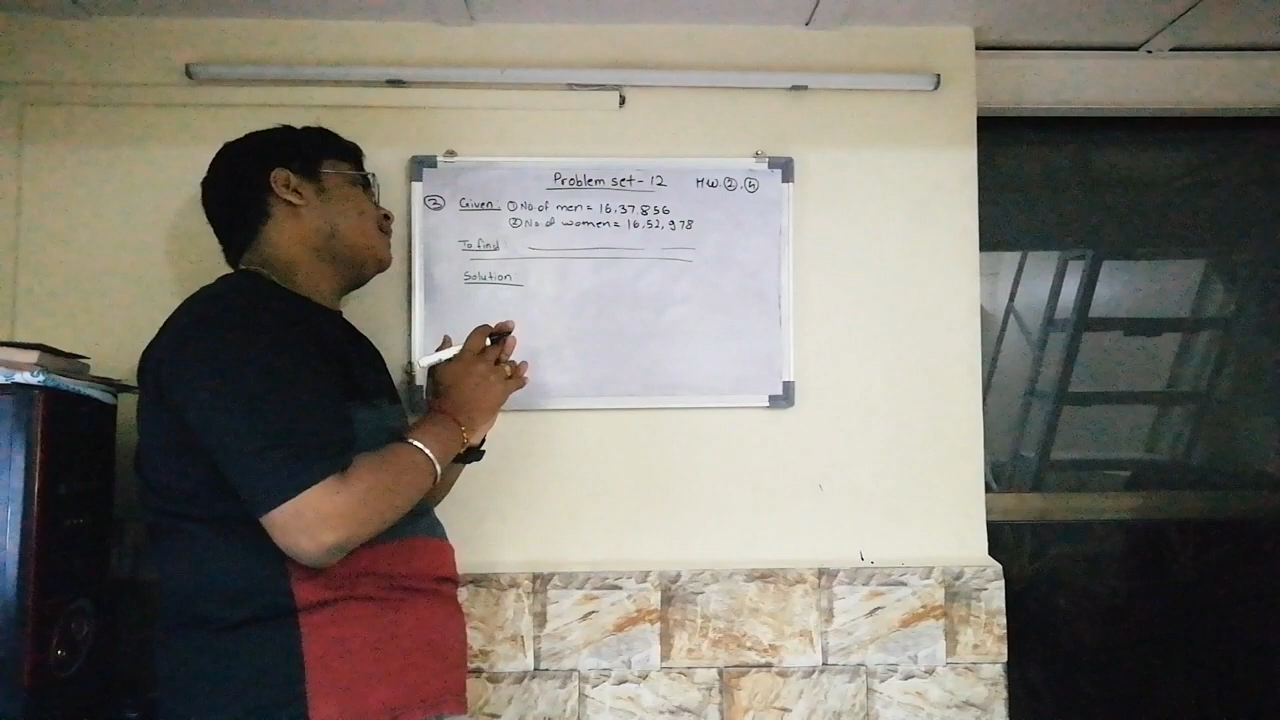 Problem set-12
H.W. ②, ⑤
② Given: ① No. of men = 16,37,856
② No. of women = 16,52,978
To find
Solution